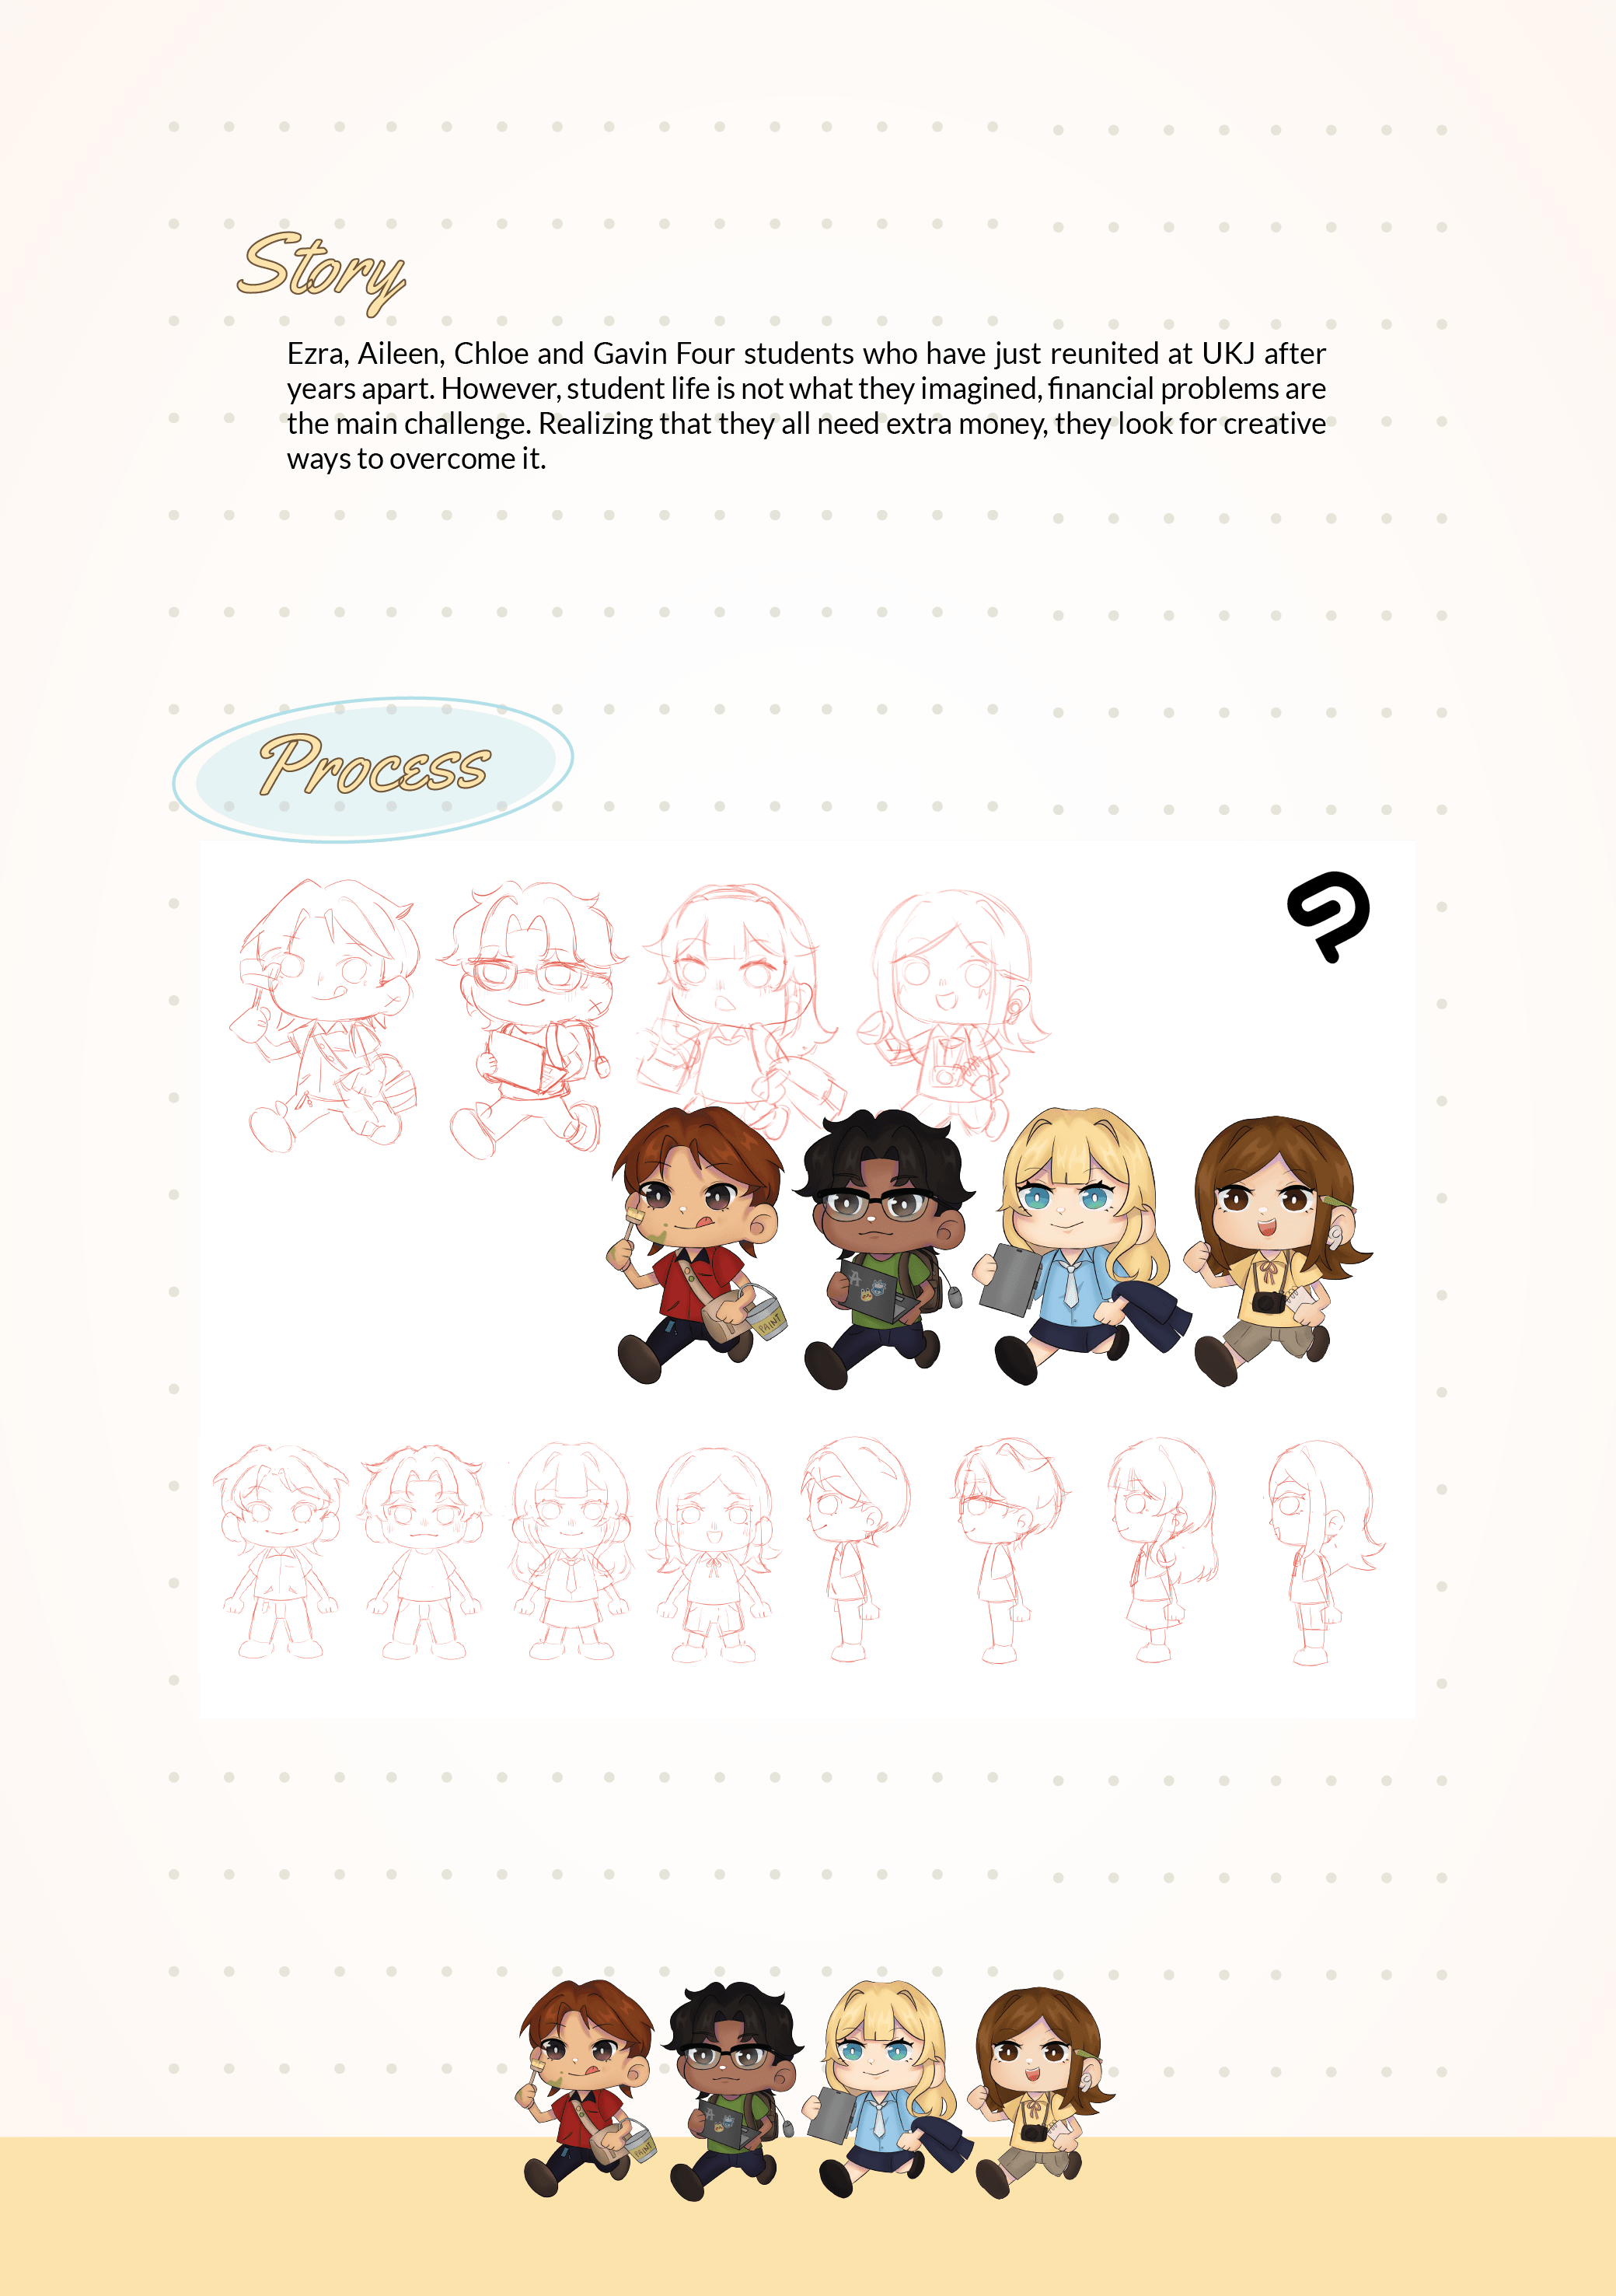 Story
Ezra, Aileen, Chloe and Gavin Four students who have just reunited at UKJ after
years apart. However, student life is not what they imagined, financial problems are
the main challenge. Realizing that they all need extra money, they look for creative
ways to overcome it.
Process
PAINT
PAINT